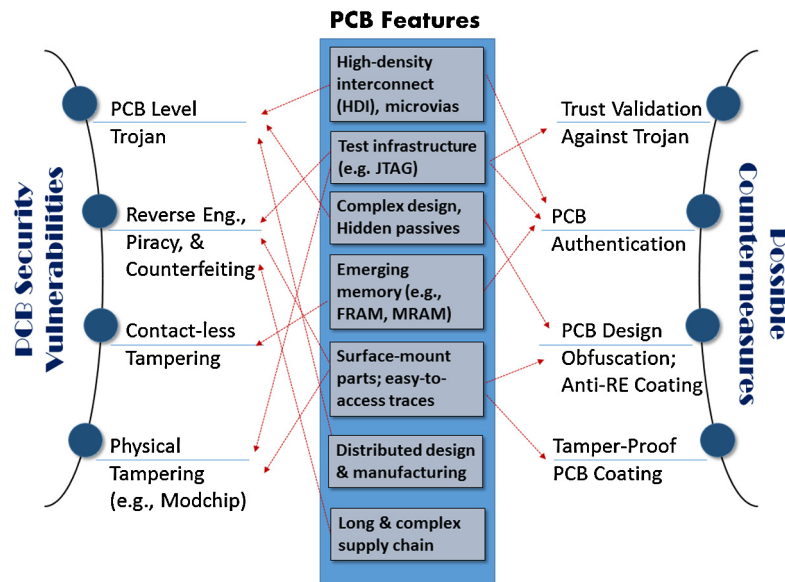 PCB Features
PCB Security
Vulnerabilities
PCB Level
Trojan
Reverse Eng.,
Piracy, &
Counterfeiting
Contact-less
Tampering
Physical
Tampering
(e.g., Modchip)
High-density
interconnect
(HDI), microvias
Test infrastructure
(e.g. JTAG)
Complex design,
Hidden passives
Emerging
memory (e.g.,
FRAM, MRAM)
Surface-mount
parts; easy-to-
access traces
Distributed design
& manufacturing
Long & complex
supply chain
Trust Validation
Against Trojan
PCB
Authentication
PCB Design
Obfuscation;
Anti-RE Coating
Tamper-Proof
PCB Coating
Possible
Countermeasures